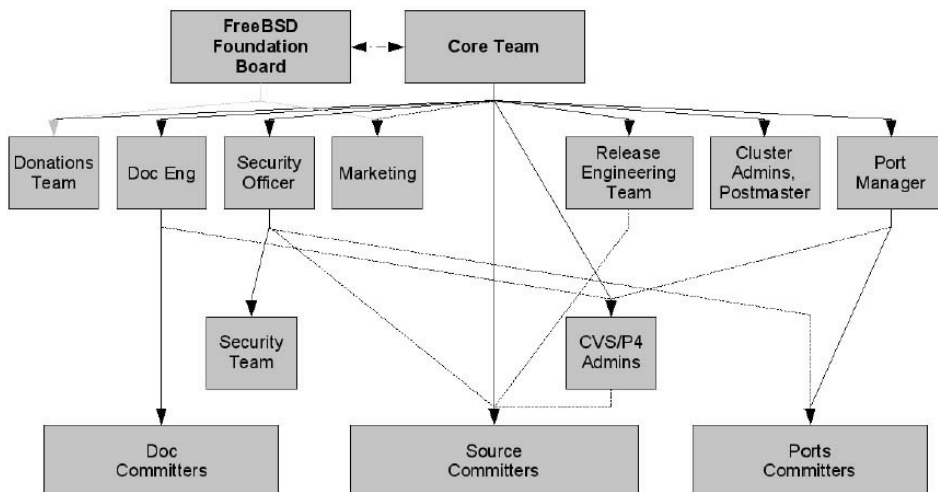 FreeBSD
Foundation
Board
Core Team
Donations
Team
Doc Eng
Security
Officer
Marketing
Release
Engineering
Team
Cluster
Admins,
Postmaster
Port
Manager
Security
Team
CVS/P4
Admins
Doc
Committers
Source
Committers
Ports
Committers